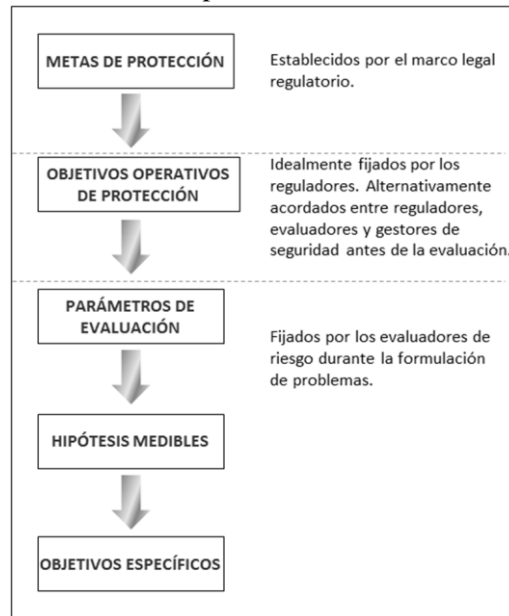 METAS DE PROTECCIÓN
Establecidos por el marco legal
regulatorio.
OBJETIVOS OPERATIVOS
DE PROTECCIÓN
Idealmente fijados por los
reguladores. Alternativamente
acordados entre reguladores,
evaluadores y gestores de
seguridad antes de la evaluación.
PARÁMETROS DE
EVALUACIÓN
Fijados por los evaluadores de
riesgo durante la formulación
de problemas.
HIPÓTESIS MEDIBLES
OBJETIVOS ESPECÍFICOS